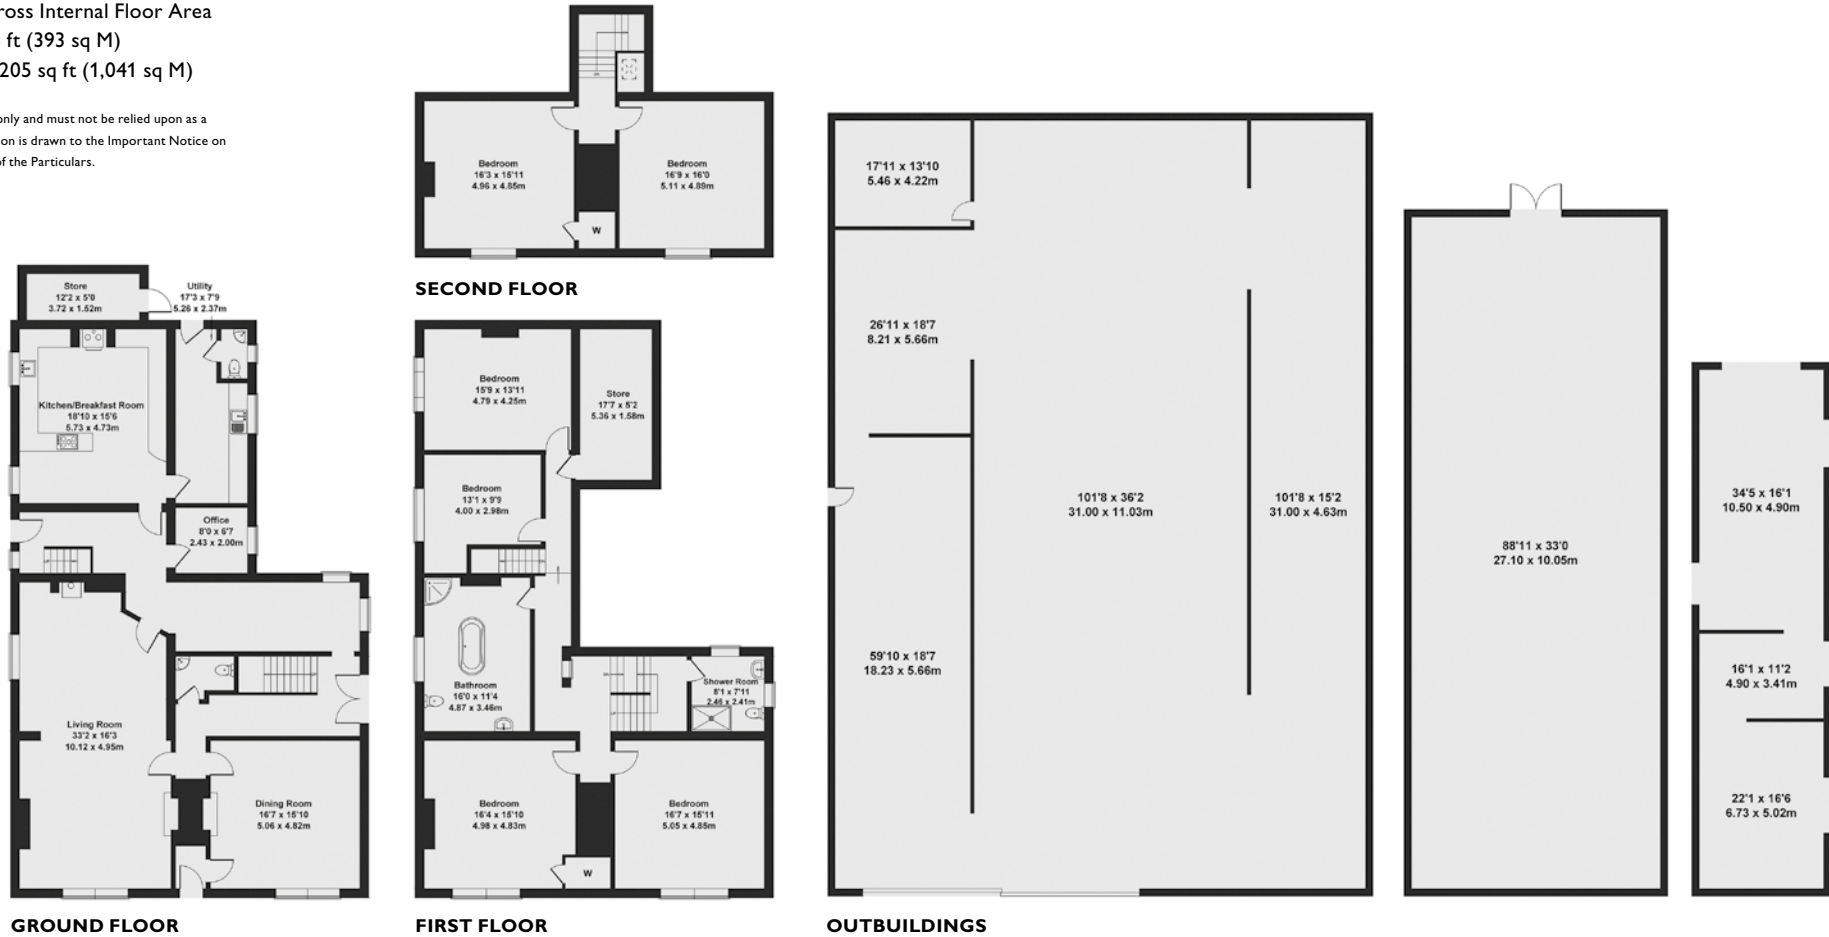 ross Internal Floor Area
ft (393 sq M)
205 sq ft (1,041 sq M)
only and must not be relied upon as a
on is drawn to the Important Notice on
of the Particulars.
Bedroom
16'3 x 15'11
4.96 x 4.85m
Bedroom
16'9 x 16'0
5.11 x 4.89m
W
SECOND FLOOR
Store
12'2 x 5'0
3.72 x 1.52m
Utility
17'3 x 7'9
5.26 x 2.37m
Kitchen/Breakfast Room
18'10 x 15'6
5.73 x 4.73m
Office
8'0 x 6'7
2.43 x 2.00m
Living Room
33'2 x 16'3
10.12 x 4.95m
Dining Room
16'7 x 15'10
5.06 x 4.82m
GROUND FLOOR
Bedroom
15'9 x 13'11
4.79 x 4.25m
Store
17'7 x 5'2
5.36 x 1.58m
Bedroom
13'1 x 9'9
4.00 x 2.98m
Bathroom
16'0 x 11'4
4.87 x 3.46m
Shower Room
8'1 x 7'11
2.46 x 2.41m
Bedroom
16'4 x 15'10
4.98 x 4.83m
Bedroom
16'7 x 15'11
5.05 x 4.85m
W
FIRST FLOOR
17'11 x 13'10
5.46 x 4.22m
26'11 x 18'7
8.21 x 5.66m
101'8 x 36'2
31.00 x 11.03m
101'8 x 15'2
31.00 x 4.63m
59'10 x 18'7
18.23 x 5.66m
88'11 x 33'0
27.10 x 10.05m
34'5 x 16'1
10.50 x 4.90m
16'1 x 11'2
4.90 x 3.41m
22'1 x 16'6
6.73 x 5.02m
OUTBUILDINGS